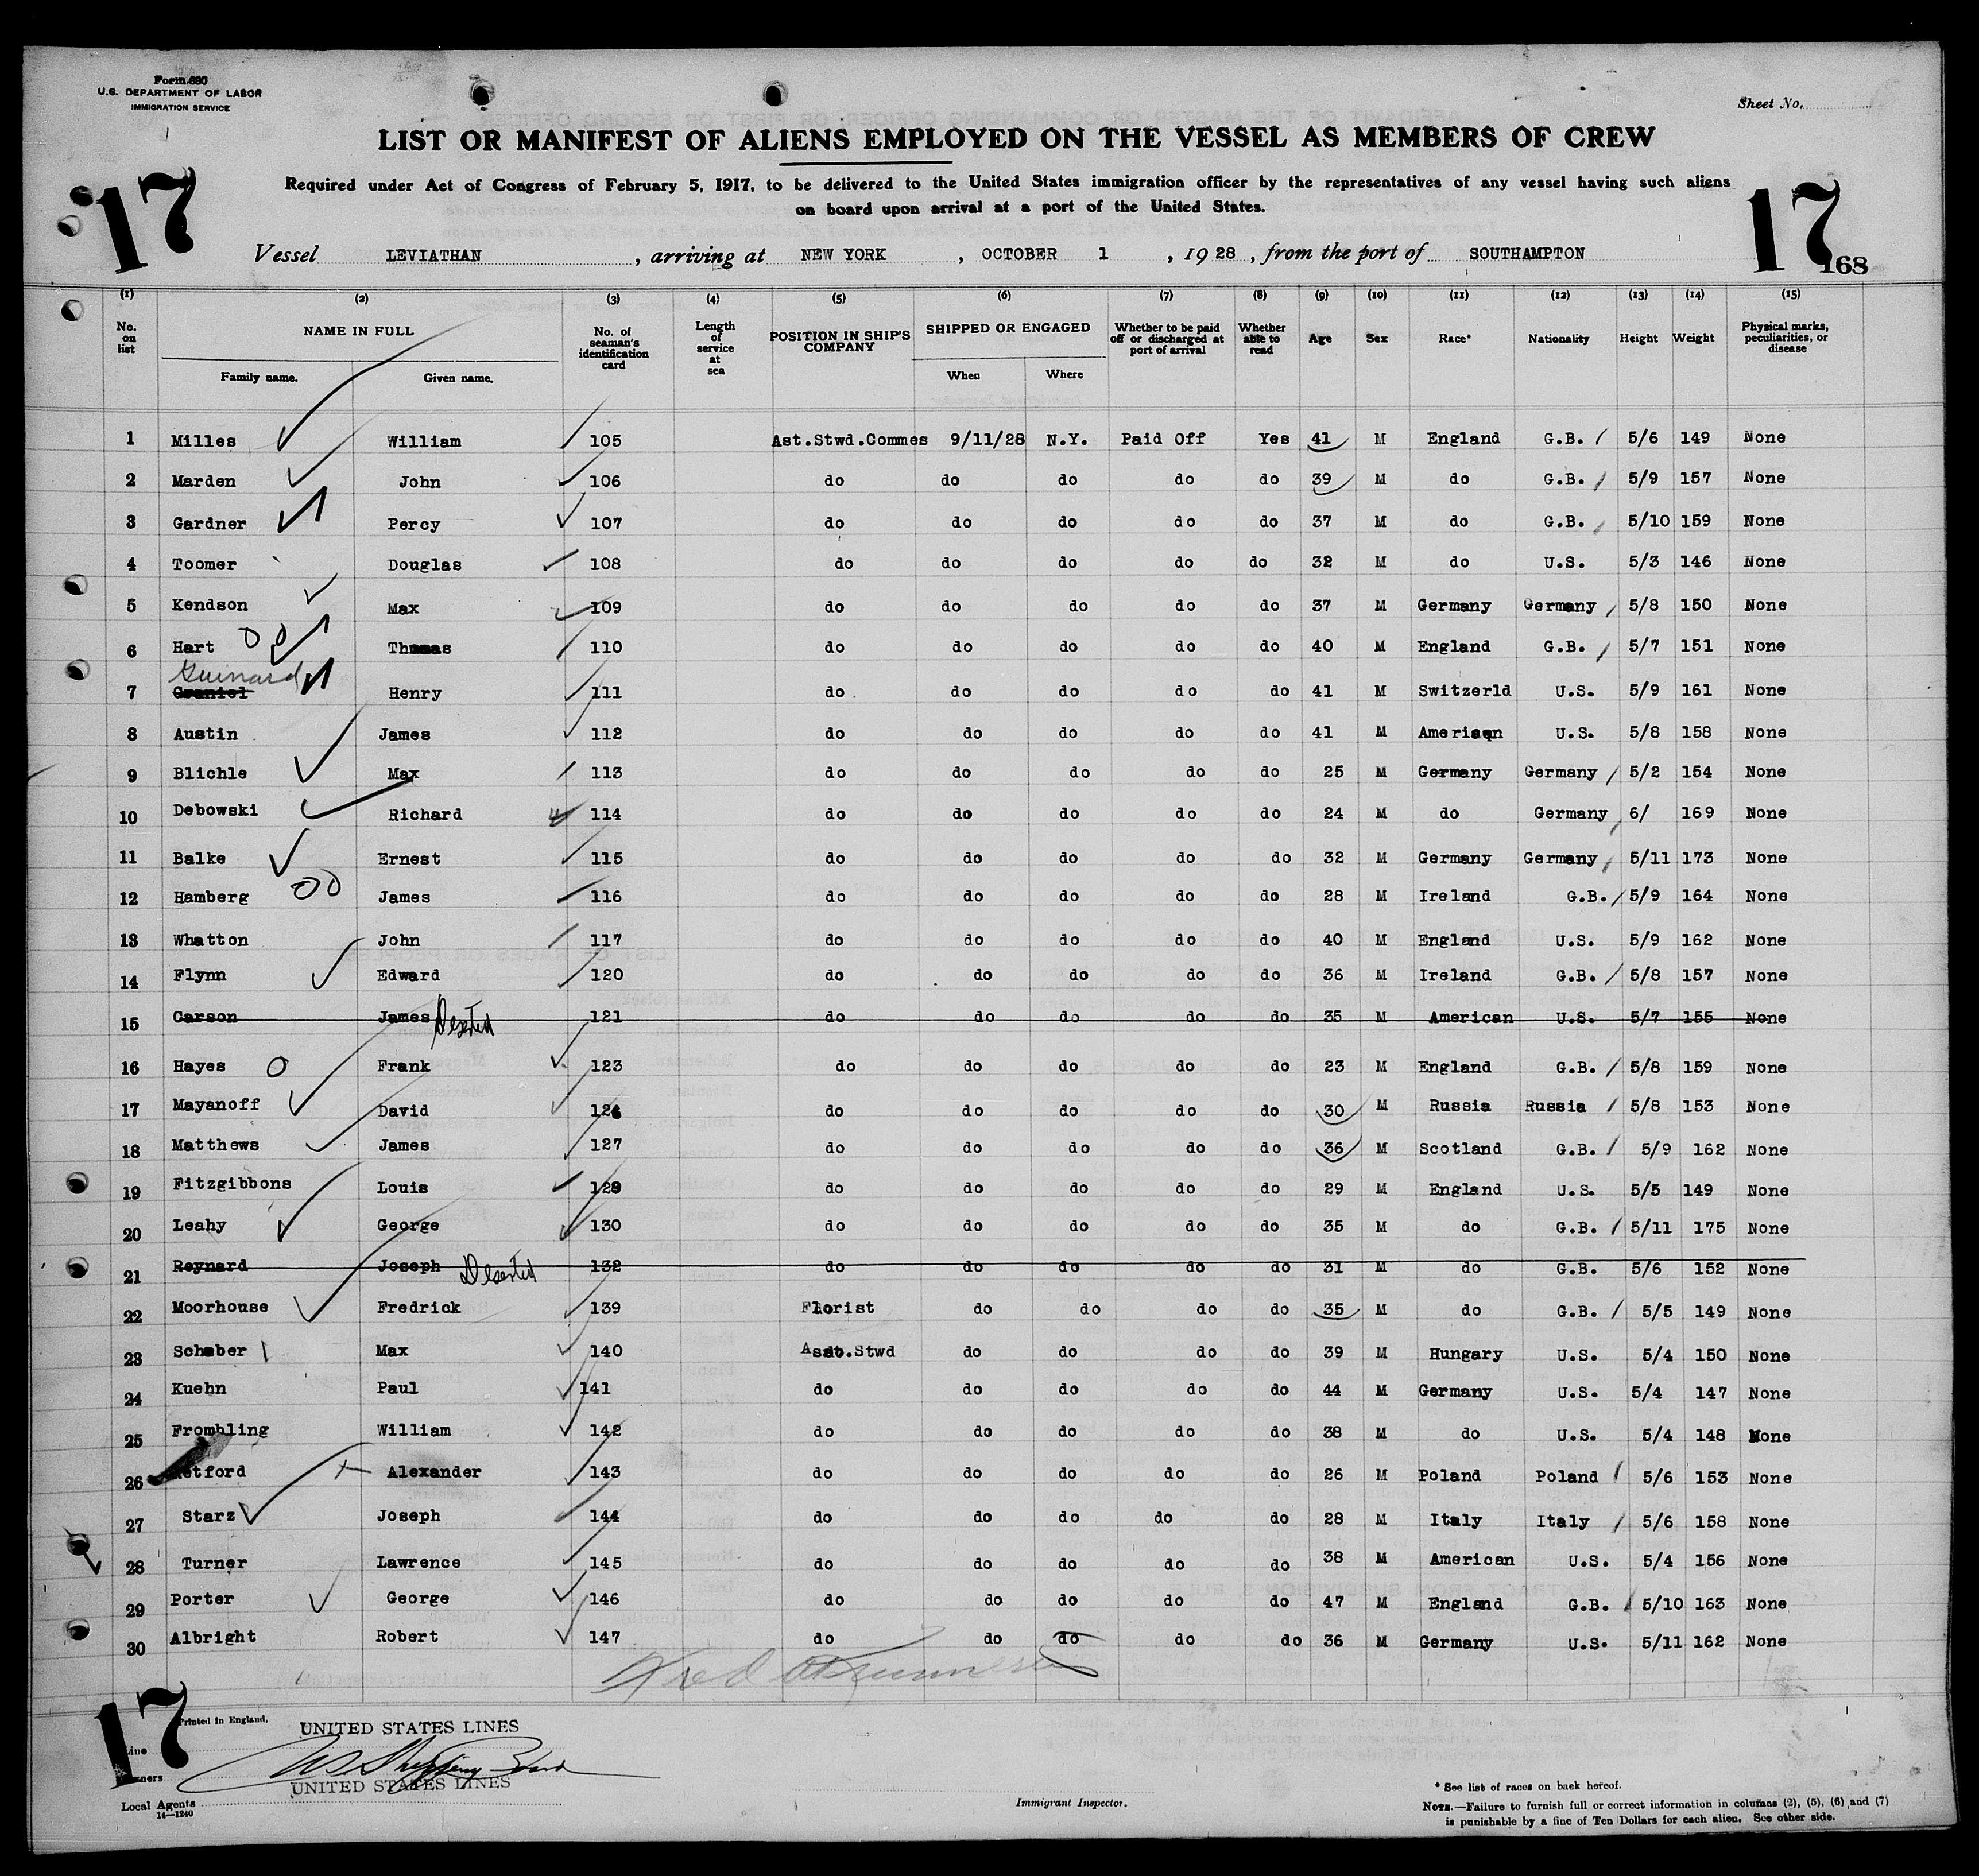 Form 680
U.S. DEPARTMENT OF LABOR
IMMIGRATION SERVICE
Sheet No.
LIST OR MANIFEST OF ALIENS EMPLOYED ON THE VESSEL AS MEMBERS OF CREW
Required under Act of Congress of February 5, 1917, to be delivered to the United States immigration officer by the representatives of any vessel having such aliens
on board upon arrival at a port of the United States.
17
17
168
Vessel LEVIATHAN , arriving at NEW YORK , OCTOBER 1 , 1928 , from the port of SOUTHAMPTON
(1) (2) (3) (4) (5) (6) (7) (8) (9) (10) (11) (12) (13) (14) (15)
No. on list NAME IN FULL Family name. Given name. No. of seaman's identification card Length of service at sea POSITION IN SHIP'S COMPANY SHIPPED OR ENGAGED When Where Whether to be paid off or discharged at port of arrival Whether able to read Age Sex Race* Nationality Height Weight Physical marks, peculiarities, or disease
1 Milles William 105 Ast.Stwd.Commes 9/11/28 N.Y. Paid Off Yes 41 M England G.B. 5/6 149 None
2 Marden John 106 do do do do do 39 M do G.B. 5/9 157 None
3 Gardner Percy 107 do do do do do 37 M do G.B. 5/10 159 None
4 Toomer Douglas 108 do do do do do 32 M do U.S. 5/3 146 None
5 Kendson Max 109 do do do do do 37 M Germany Germany 5/8 150 None
6 Hart Thomas 110 do do do do do 40 M England G.B. 5/7 151 None
Guinard
7 Henry 111 do do do do do 41 M Switzerld U.S. 5/9 161 None
8 Austin James 112 do do do do do 41 M American U.S. 5/8 158 None
9 Blichle Max 113 do do do do do 25 M Germany Germany 5/2 154 None
10 Debowski Richard 114 do do do do do 24 M do Germany 6/ 169 None
11 Balke Ernest 115 do do do do do 32 M Germany Germany 5/11 173 None
12 Hamberg James 116 do do do do do 28 M Ireland G.B. 5/9 164 None
13 Whatton John 117 do do do do do 40 M England U.S. 5/9 162 None
14 Flynn Edward 120 do do do do do 36 M Ireland G.B. 5/8 157 None
15 Carson James Deserted 121 do do do do do 35 M American U.S. 5/7 155 None
16 Hayes Frank 123 do do do do do 23 M England G.B. 5/8 159 None
17 Mayanoff David do do do do do 30 M Russia Russia 5/8 153 None
18 Matthews James 127 do do do do do 36 M Scotland G.B. 5/9 162 None
19 Fitzgibbons Louis 129 do do do do do 29 M England U.S. 5/5 149 None
20 Leahy George 130 do do do do do 35 M do G.B. 5/11 175 None
21 Reynard Joseph Deserted 132 do do do do do 31 M do G.B. 5/6 152 None
22 Moorhouse Fredrick 139 Florist do do do do 35 M do G.B. 5/5 149 None
23 Schaber Max 140 Asst.Stwd do do do do 39 M Hungary U.S. 5/4 150 None
24 Kuehn Paul 141 do do do do do 44 M Germany U.S. 5/4 147 None
25 Frombling William 142 do do do do do 38 M do U.S. 5/4 148 None
26 Alexander 143 do do do do do 26 M Poland Poland 5/6 153 None
27 Starz Joseph 144 do do do do do 28 M Italy Italy 5/6 158 None
28 Turner Lawrence 145 do do do do do 38 M American U.S. 5/4 156 None
29 Porter George 146 do do do do do 47 M England G.B. 5/10 163 None
30 Albright Robert 147 do do do do do 36 M Germany U.S. 5/11 162 None
17
Printed in England.
UNITED STATES LINES
Line
Owners
UNITED STATES LINES
Local Agents
14—1240
Immigrant Inspector.
* See list of races on back hereof.
NOTE.—Failure to furnish full or correct information in columns (2), (5), (6) and (7)
is punishable by a fine of Ten Dollars for each alien. See other side.